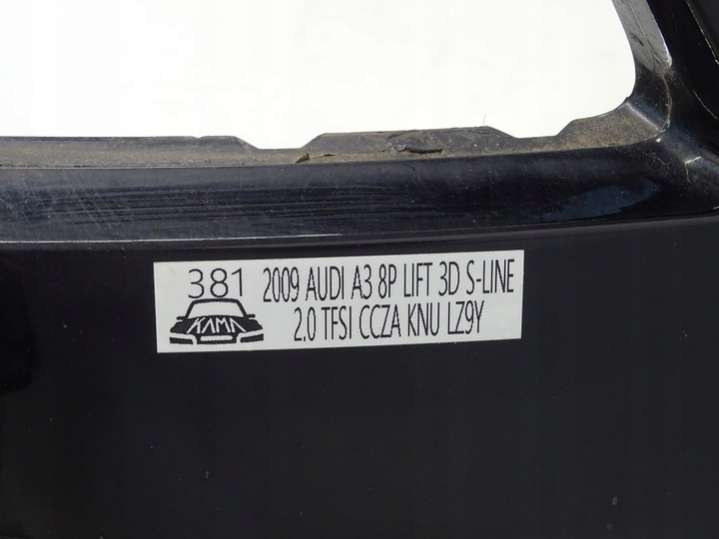 381
KAMA
2009 AUDI A3 8P LIFT 3D S-LINE
2.0 TFSI CCZA KNU LZ9Y